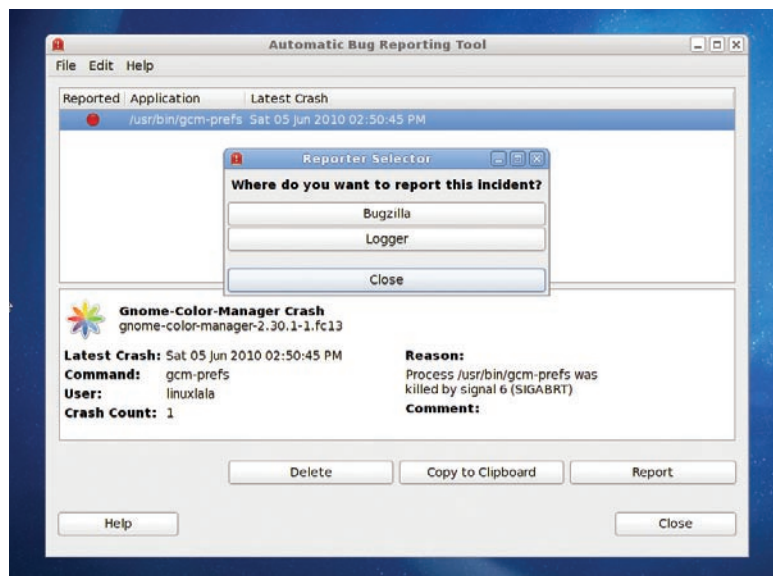 Automatic Bug Reporting Tool
File Edit Help
Reported Application Latest Crash
/usr/bin/gcm-prefs Sat 05 Jun 2010 02:50:45 PM
Reporter Selector
Where do you want to report this incident?
Bugzilla
Logger
Close
Gnome-Color-Manager Crash
gnome-color-manager-2.30.1-1.fc13
Latest Crash: Sat 05 Jun 2010 02:50:45 PM
Command: gcm-prefs
User: linuxlala
Crash Count: 1
Reason:
Process /usr/bin/gcm-prefs was
killed by signal 6 (SIGABRT)
Comment:
Delete Copy to Clipboard Report
Help Close